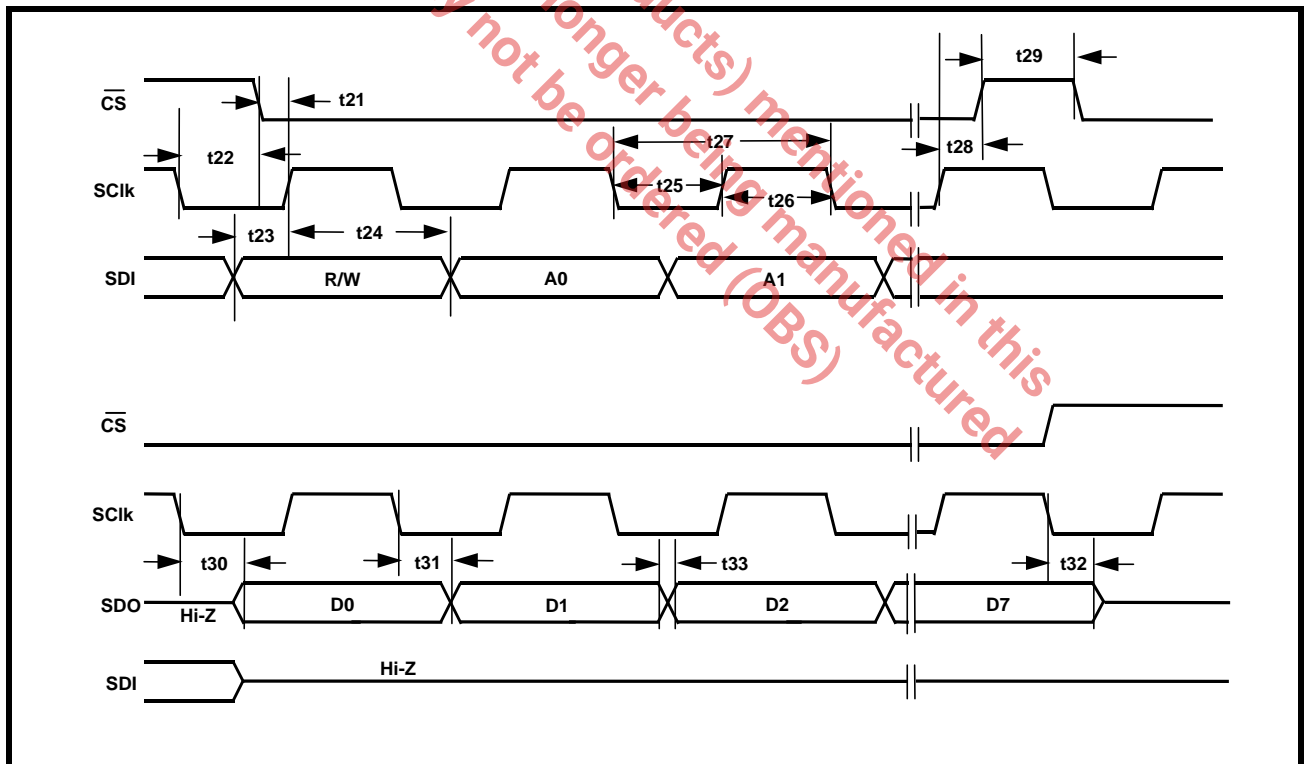 ducts) mentioned in this
longer being manufactured
y not be ordered (OBS)
CS
t21
t29
t22
t27
t28
SClk
t25
t26
t23
t24
SDI
R/W
A0
A1
CS
SClk
t30
t31
t33
t32
SDO
Hi-Z
D0
D1
D2
D7
SDI
Hi-Z